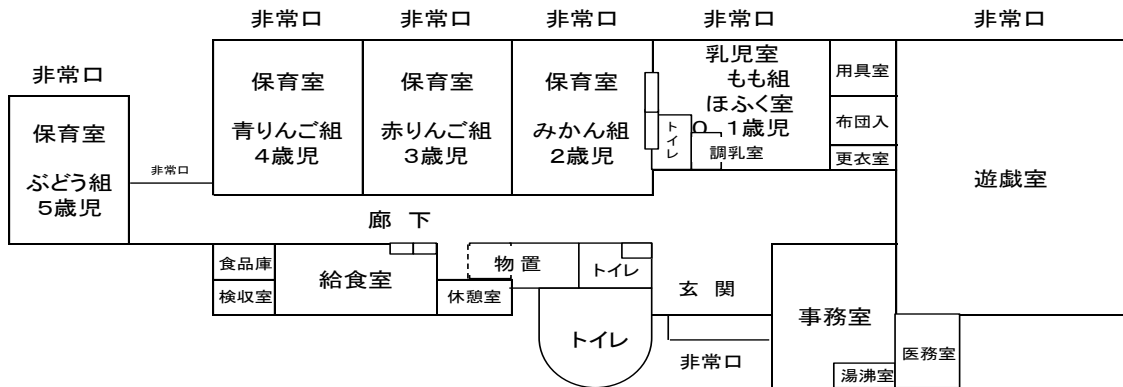 非常口
非常口
非常口
非常口
非常口
非常口
保育室
ぶどう組
5歳児
非常口
保育室
青りんご組
4歳児
保育室
赤りんご組
3歳児
保育室
みかん組
2歳児
乳児室
もも組
ほふく室
0
1歳児
トイレ
調乳室
用具室
布団入
更衣室
遊戯室
廊 下
食品庫
検収室
給食室
休憩室
物置
トイレ
トイレ
玄 関
非常口
事務室
湯沸室
医務室